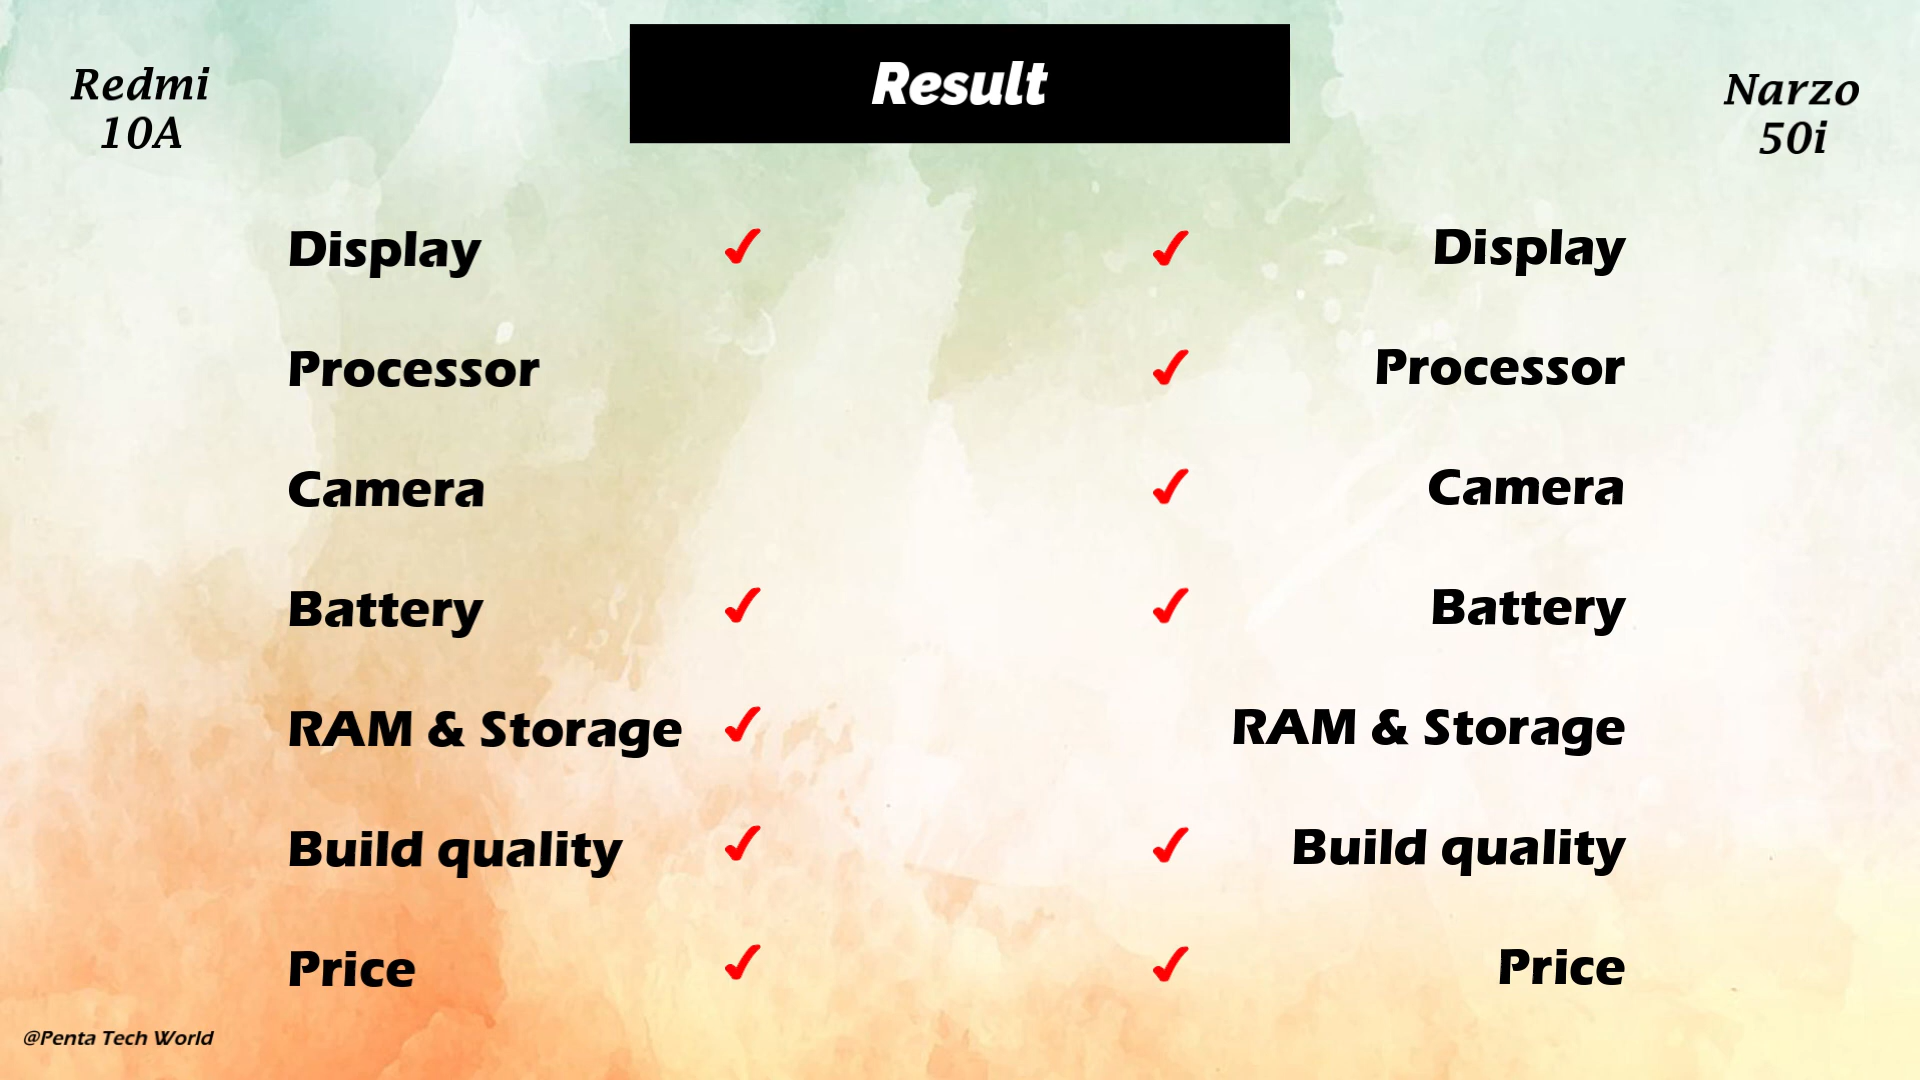 Result
Redmi
10A
Narzo
50i
Display ✓ ✓ Display
Processor ✓ Processor
Camera ✓ Camera
Battery ✓ ✓ Battery
RAM & Storage ✓ RAM & Storage
Build quality ✓ ✓ Build quality
Price ✓ ✓ Price
@Penta Tech World